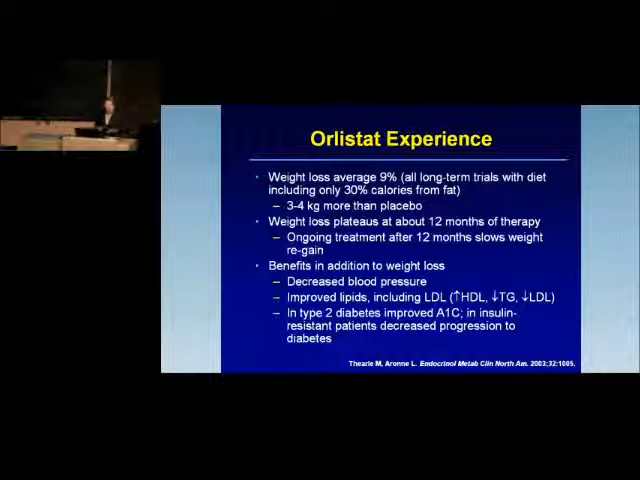 Orlistat Experience
• Weight loss average 9% (all long-term trials with diet
including only 30% calories from fat)
– 3-4 kg more than placebo
• Weight loss plateaus at about 12 months of therapy
– Ongoing treatment after 12 months slows weight
re-gain
• Benefits in addition to weight loss
– Decreased blood pressure
– Improved lipids, including LDL (↑HDL, ↓TG, ↓LDL)
– In type 2 diabetes improved A1C; in insulin-
resistant patients decreased progression to
diabetes
Thearle M, Aronne L. Endocrinol Metab Clin North Am. 2003;32:1005.